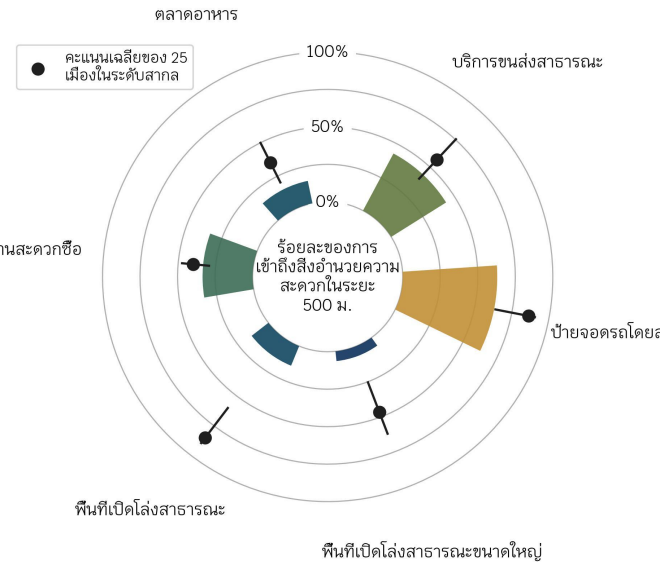 ตลาดอาหาร
คะแนนเฉลี่ยของ 25
เมืองในระดับสากล
100%
บริการขนส่งสาธารณะ
50%
0%
ร้อยละของการ
เข้าถึงสิ่งอำนวยความ
สะดวกในระยะ
500 ม.
านสะดวกซื้อ
ป้ายจอดรถโดยส
พื้นที่เปิดโล่งสาธารณะ
พื้นที่เปิดโล่งสาธารณะขนาดใหญ่